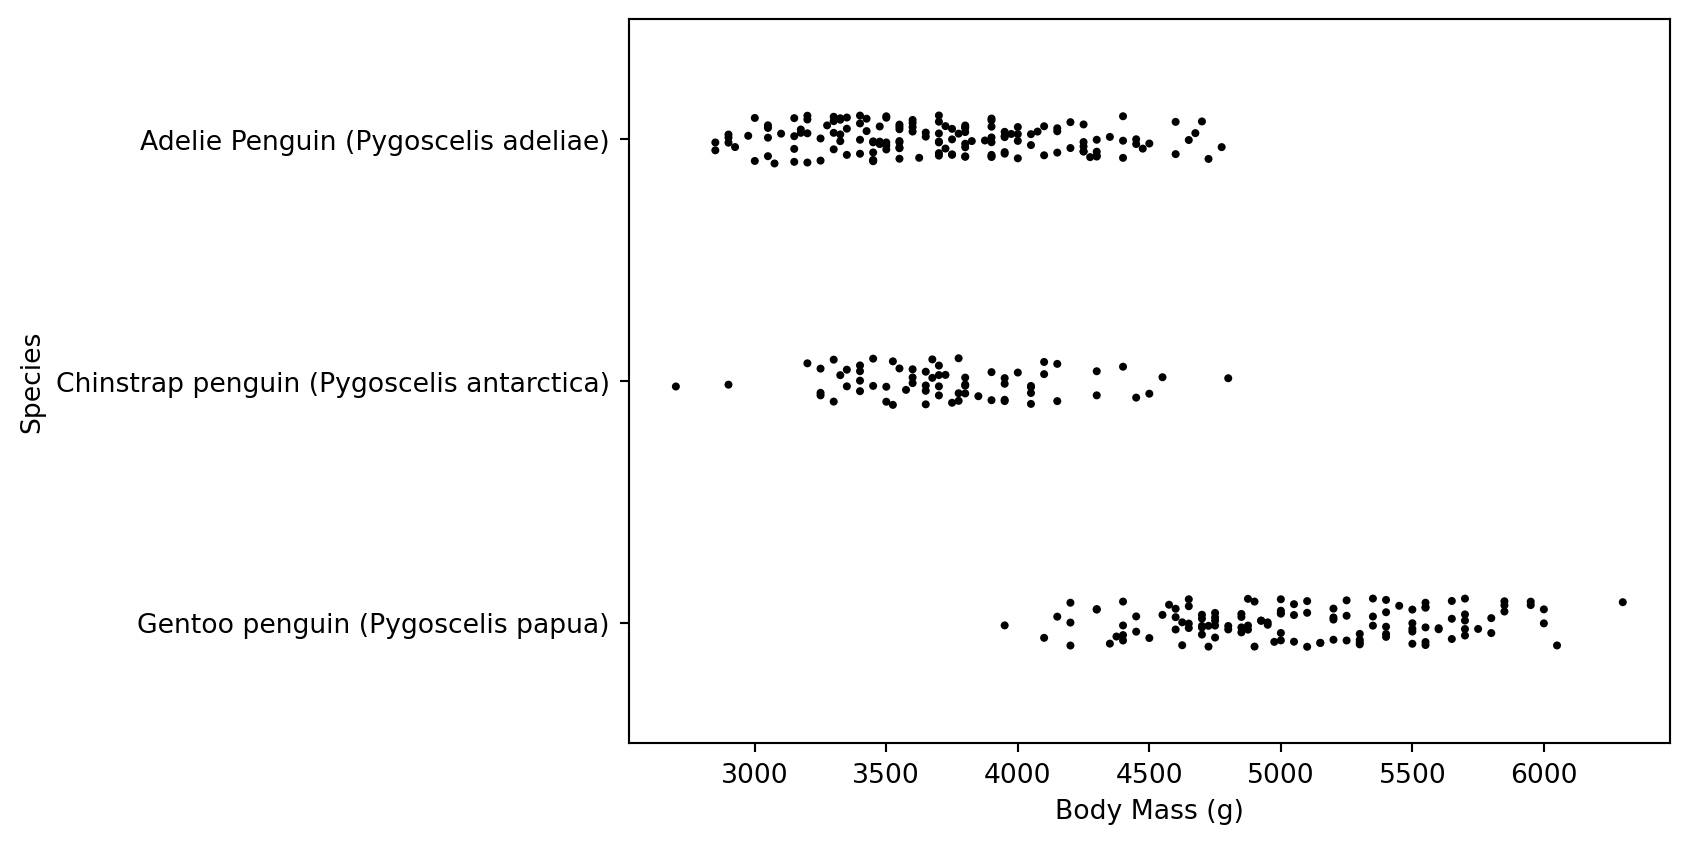 Adelie Penguin (Pygoscelis adeliae)
Species
Chinstrap penguin (Pygoscelis antarctica)
Gentoo penguin (Pygoscelis papua)
3000 3500 4000 4500 5000 5500 6000
Body Mass (g)